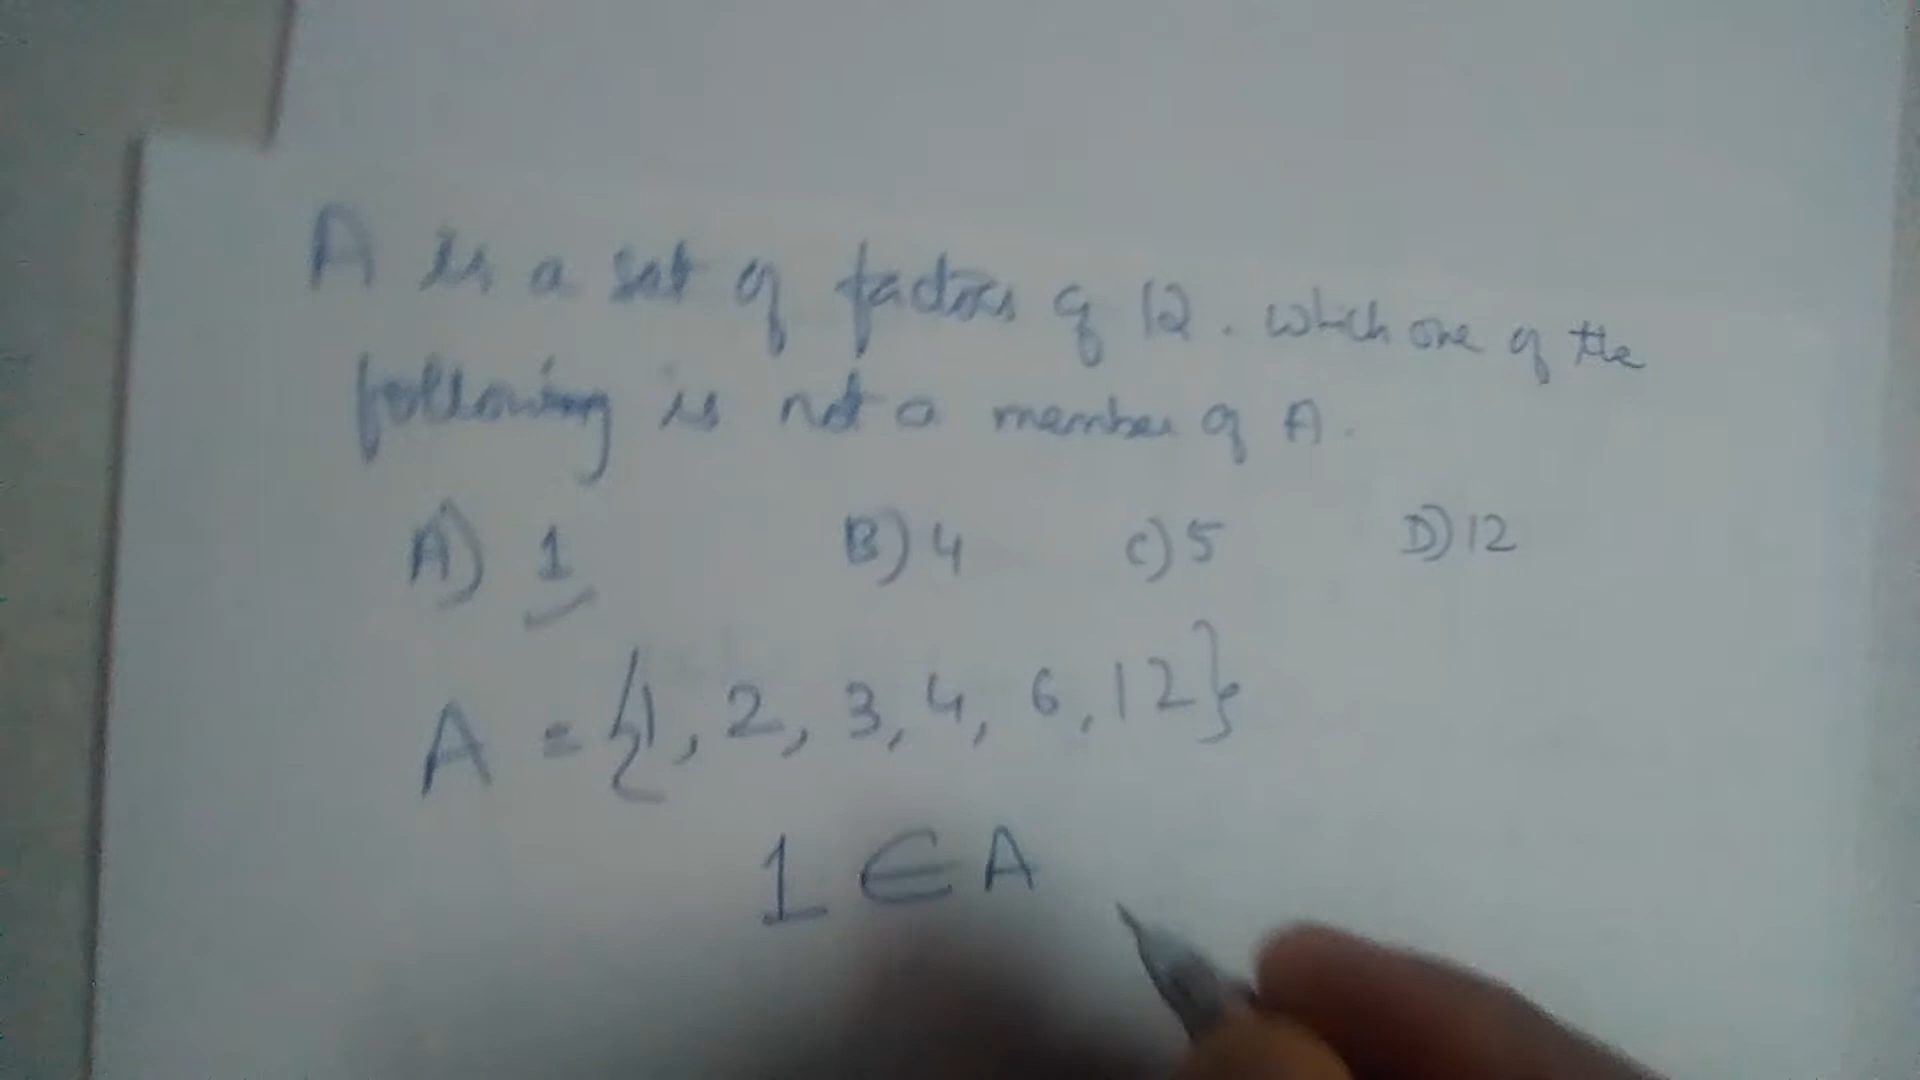 A is a set of factors of 12. Which one of the
following is not a member of A.
A) 1 B) 4 C) 5 D) 12
A = {1, 2, 3, 4, 6, 12}
1 ∈ A